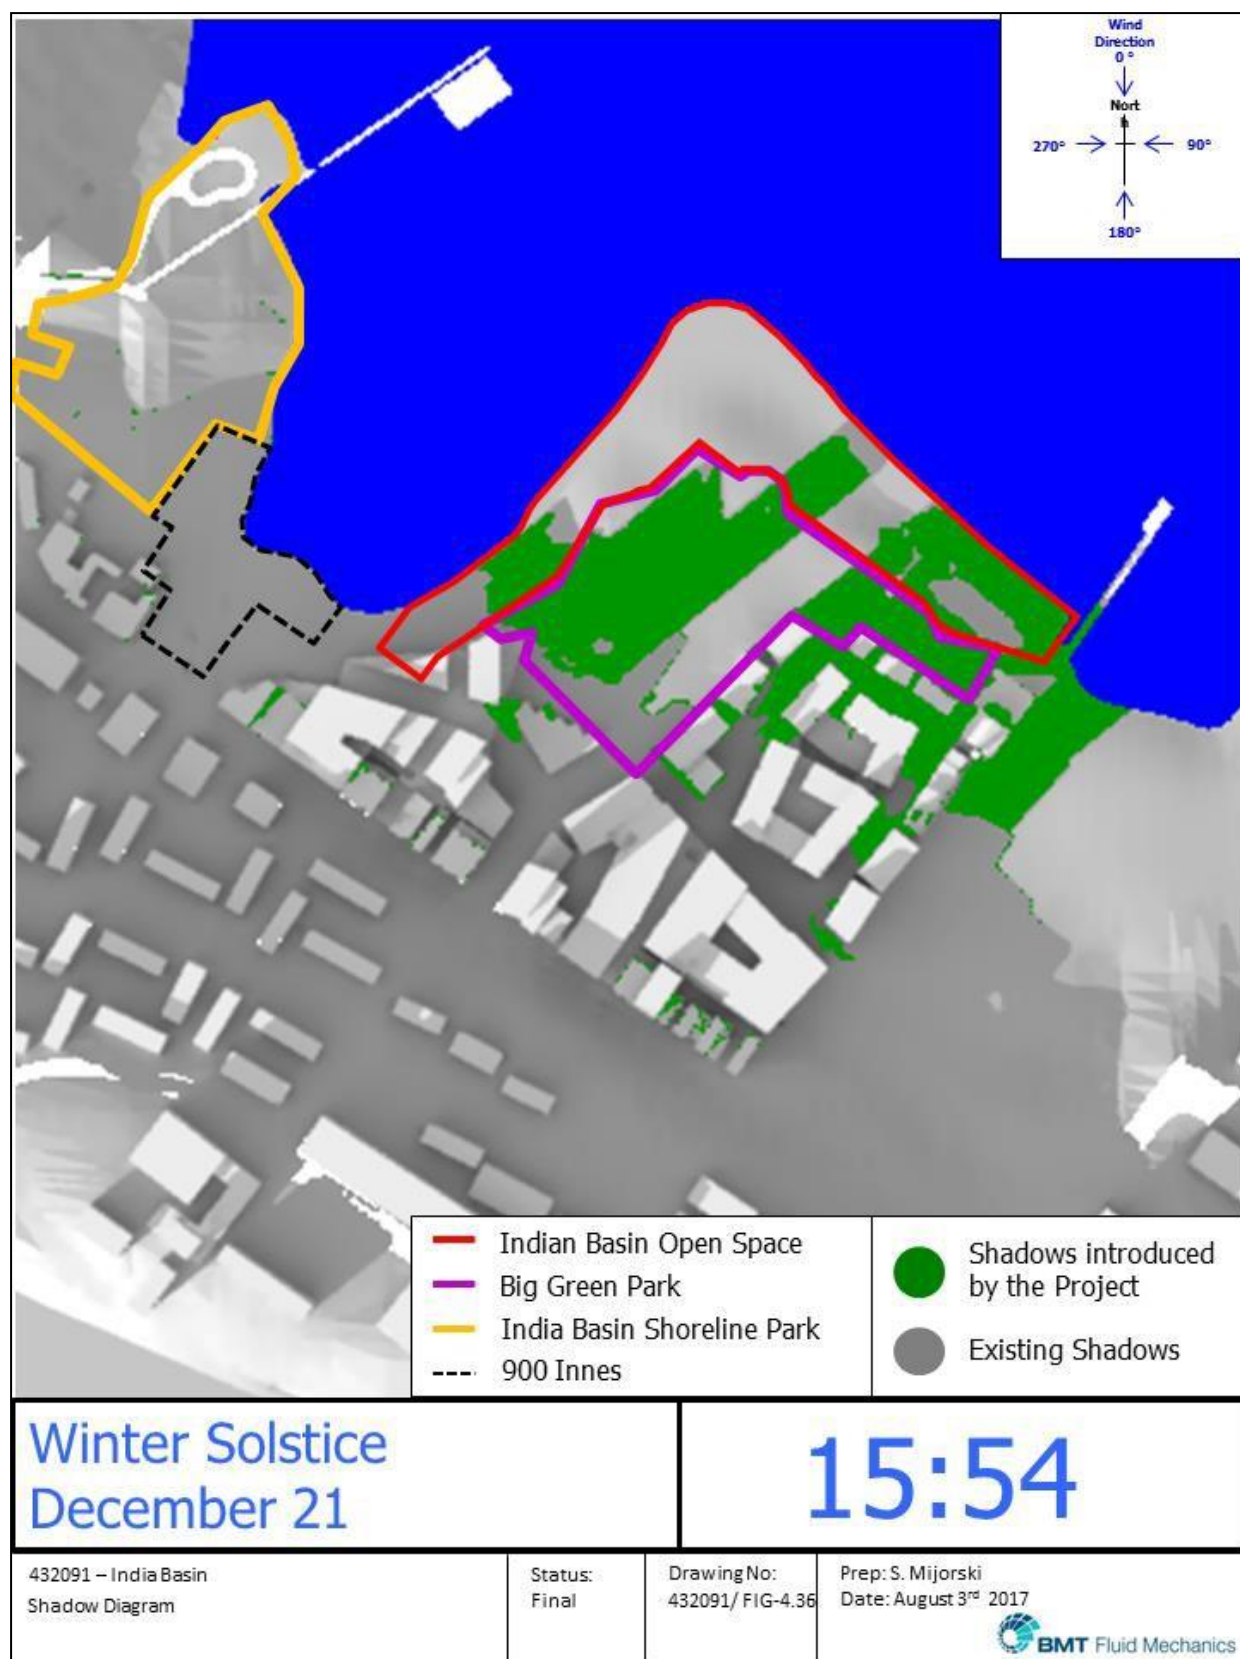 Wind
Direction
0 °
Nort
h
270°
90°
180°
Indian Basin Open Space
Big Green Park
India Basin Shoreline Park
900 Innes
Shadows introduced
by the Project
Existing Shadows
Winter Solstice
December 21
15:54
432091 – India Basin
Shadow Diagram
Status:
Final
Drawing No:
432091/ FIG-4.36
Prep: S. Mijorski
Date: August 3rd 2017
BMT Fluid Mechanics